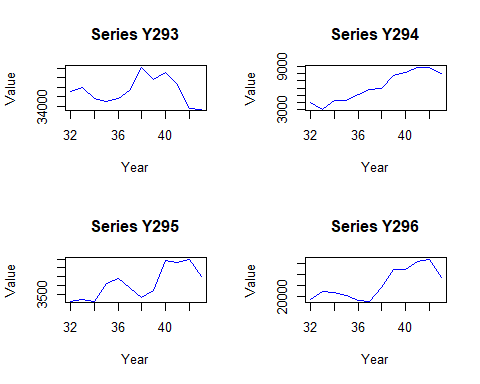 Series Y293
Value
34000
32 36 40
Year
Series Y294
Value
3000 9000
32 36 40
Year
Series Y295
Value
3500
32 36 40
Year
Series Y296
Value
20000
32 36 40
Year